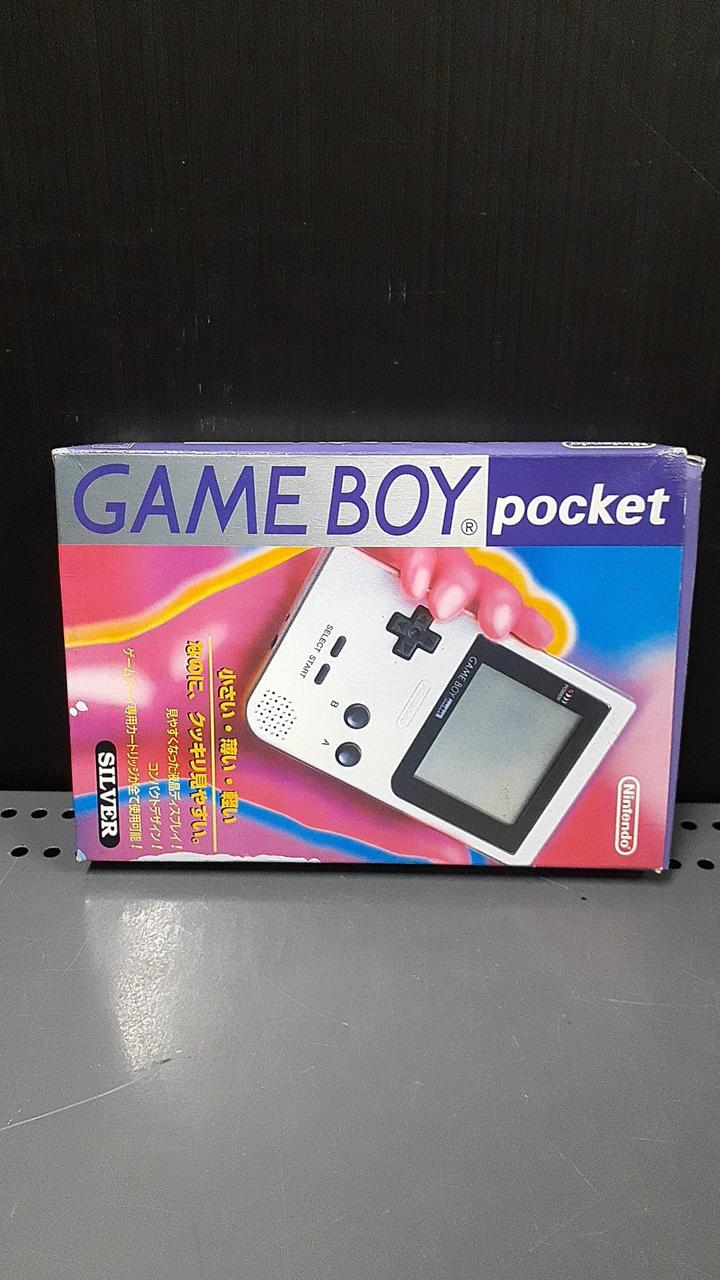 Nintendo
GAME BOY® pocket
小さい・薄い・軽い
なのに、クッキリ見やすい。
見やすくなった液晶ディスプレイ！
コンパクトデザイン！
ゲームボーイ専用カートリッジが全て使用可能！
SILVER
SELECT START
B
A
Nintendo
GAME BOY pocket
POWER
Nintendo